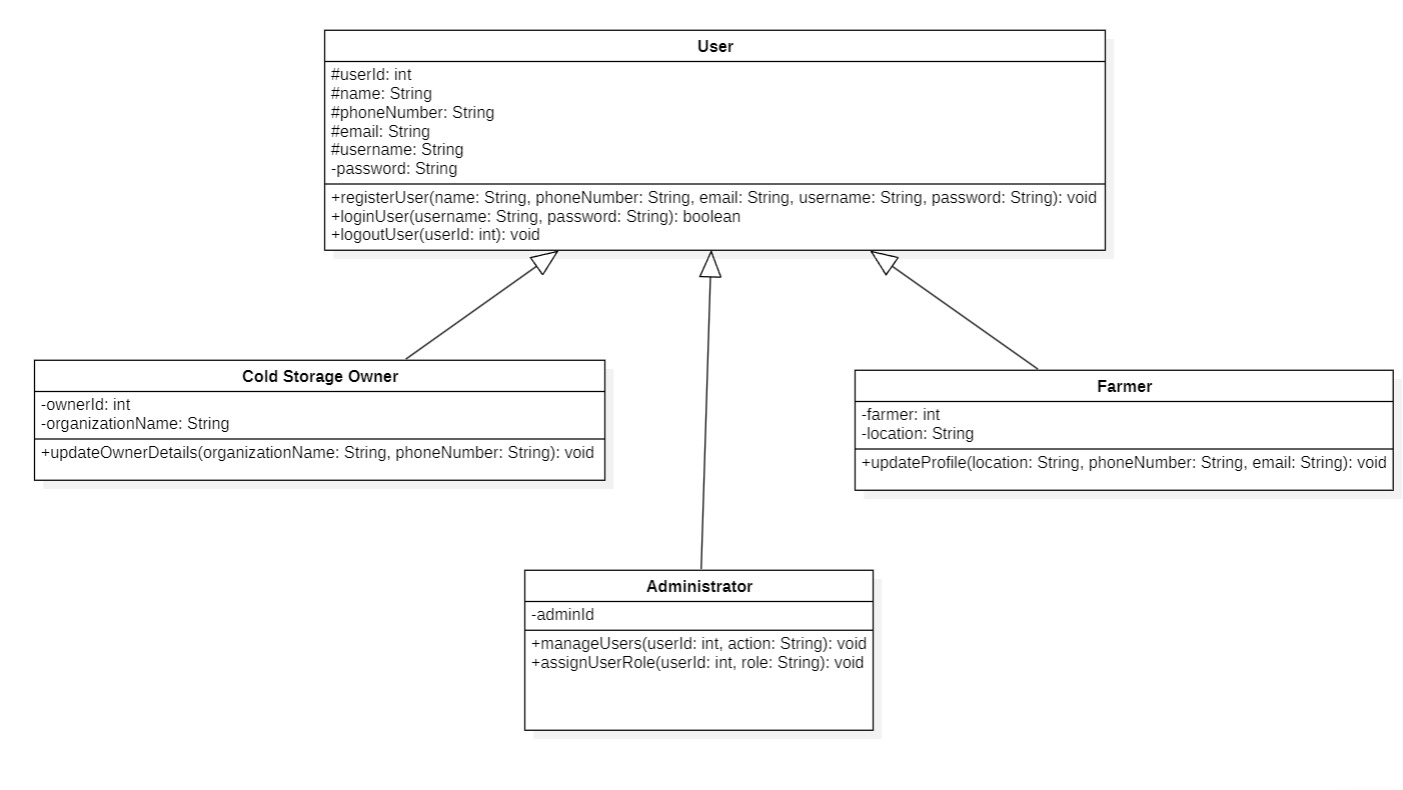 User
#userId: int
#name: String
#phoneNumber: String
#email: String
#username: String
-password: String
+registerUser(name: String, phoneNumber: String, email: String, username: String, password: String): void
+loginUser(username: String, password: String): boolean
+logoutUser(userId: int): void
Cold Storage Owner
-ownerId: int
-organizationName: String
+updateOwnerDetails(organizationName: String, phoneNumber: String): void
Farmer
-farmer: int
-location: String
+updateProfile(location: String, phoneNumber: String, email: String): void
Administrator
-adminId
+manageUsers(userId: int, action: String): void
+assignUserRole(userId: int, role: String): void